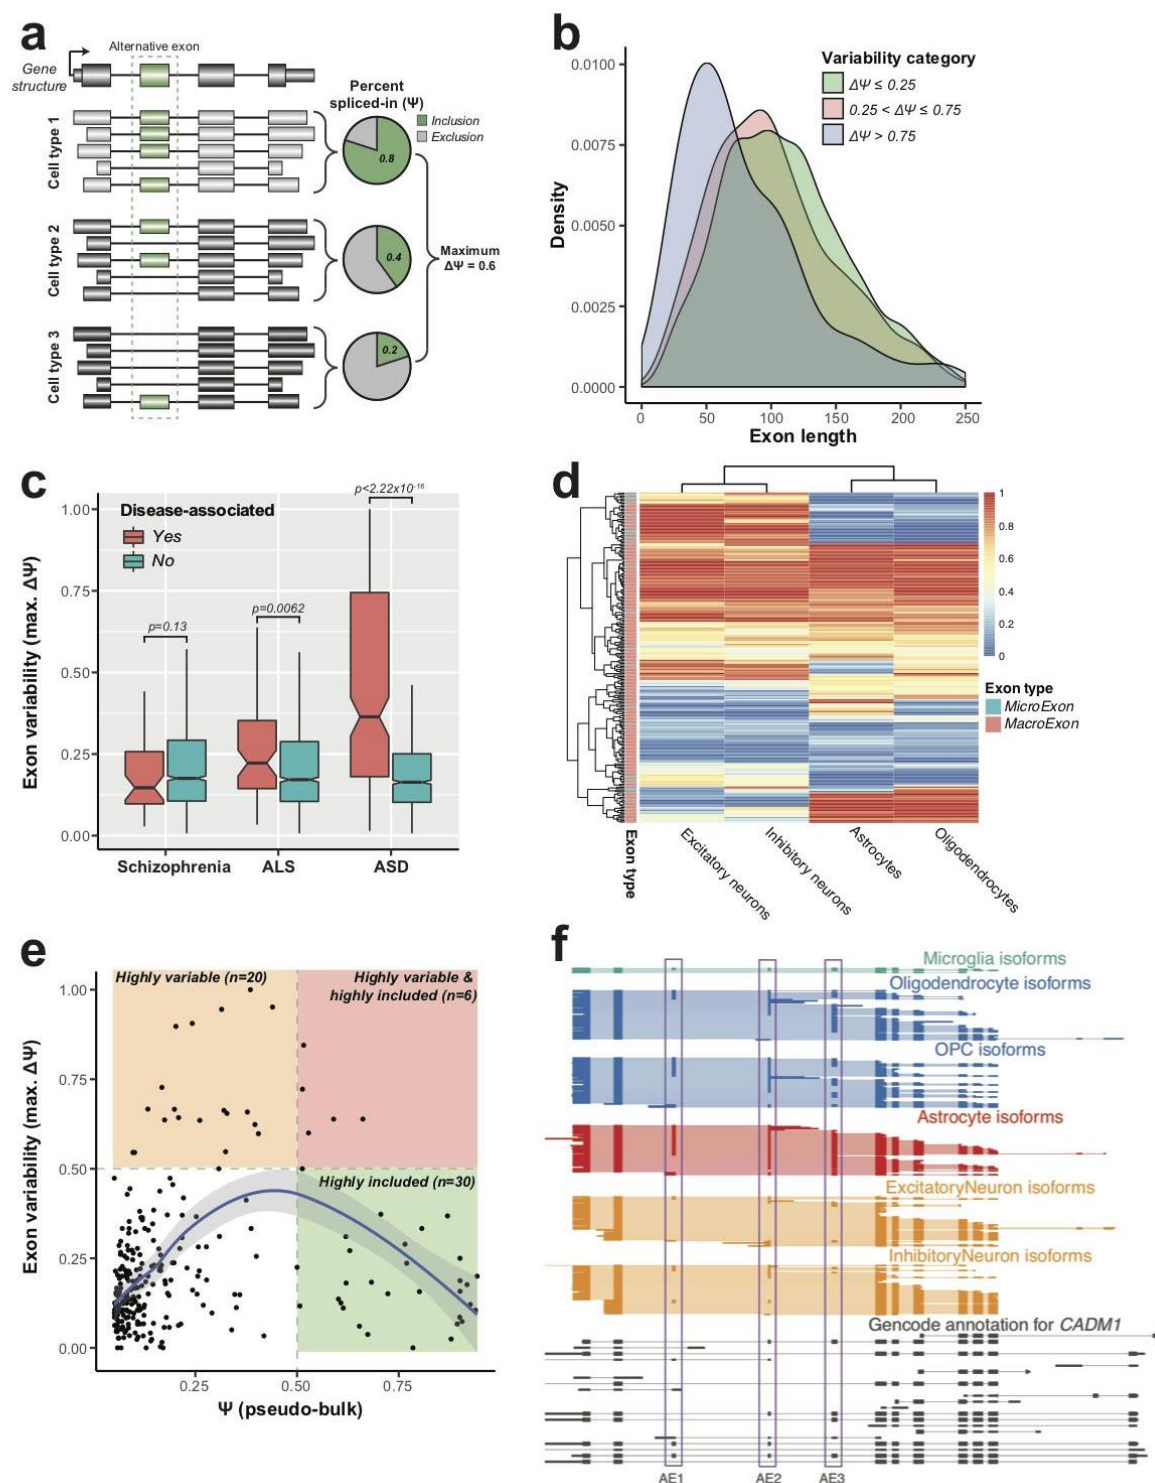 a
Alternative exon
Gene
structure
Cell type 1
Cell type 2
Cell type 3
Percent
spliced-in (Ψ)
Inclusion
Exclusion
0.8
0.4
0.2
Maximum
ΔΨ = 0.6
b
Variability category
ΔΨ ≤ 0.25
0.25 < ΔΨ ≤ 0.75
ΔΨ > 0.75
Density
0.0100
0.0075
0.0050
0.0025
0.0000
0 50 100 150 200 250
Exon length
c
Exon variability (max. ΔΨ)
1.00
0.75
0.50
0.25
0.00
Disease-associated
Yes
No
p=0.13
p=0.0062
p<2.22x10-16
Schizophrenia ALS ASD
d
1
0.8
0.6
0.4
0.2
0
Exon type
MicroExon
MacroExon
Exon type
Excitatory neurons
Inhibitory neurons
Astrocytes
Oligodendrocytes
e
Exon variability (max. ΔΨ)
1.00
0.75
0.50
0.25
0.00
Highly variable (n=20)
Highly variable &
highly included (n=6)
Highly included (n=30)
0.25 0.50 0.75
Ψ (pseudo-bulk)
f
Microglia isoforms
Oligodendrocyte isoforms
OPC isoforms
Astrocyte isoforms
ExcitatoryNeuron isoforms
InhibitoryNeuron isoforms
Gencode annotation for CADM1
AE1 AE2 AE3